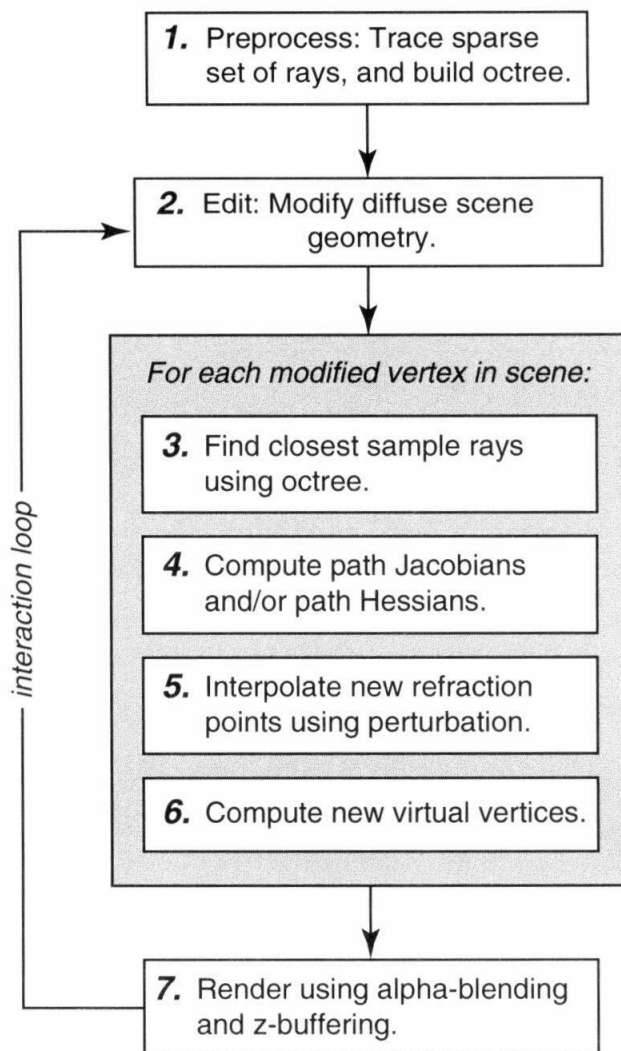 1. Preprocess: Trace sparse
set of rays, and build octree.
2. Edit: Modify diffuse scene
geometry.
For each modified vertex in scene:
3. Find closest sample rays
using octree.
4. Compute path Jacobians
and/or path Hessians.
5. Interpolate new refraction
points using perturbation.
6. Compute new virtual vertices.
interaction loop
7. Render using alpha-blending
and z-buffering.